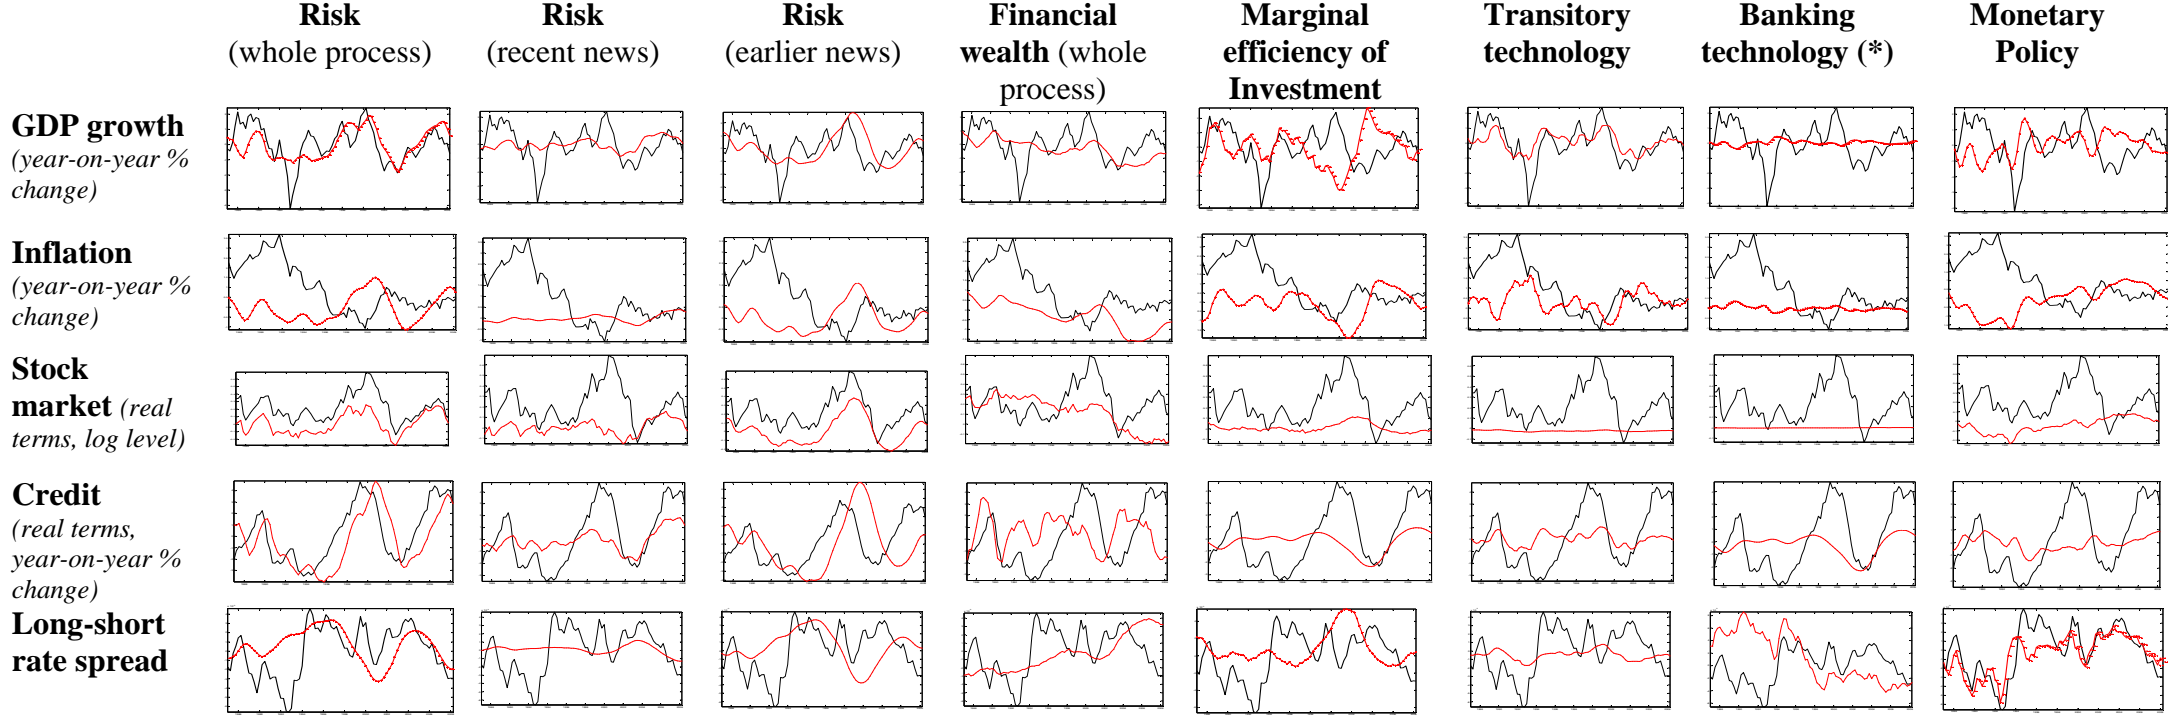 Risk
(whole process)
Risk
(recent news)
Risk
(earlier news)
Financial
wealth (whole
process)
Marginal
efficiency of
Investment
Transitory
technology
Banking
technology (*)
Monetary
Policy
GDP growth
(year-on-year %
change)
Inflation
(year-on-year %
change)
Stock
market (real
terms, log level)
Credit
(real terms,
year-on-year %
change)
Long-short
rate spread